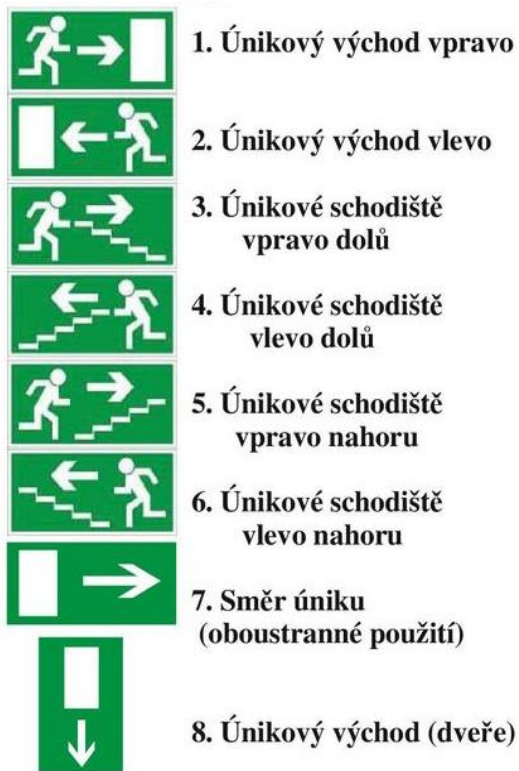 1. Únikový východ vpravo
2. Únikový východ vlevo
3. Únikové schodiště
vpravo dolů
4. Únikové schodiště
vlevo dolů
5. Únikové schodiště
vpravo nahoru
6. Únikové schodiště
vlevo nahoru
7. Směr úniku
(oboustranné použití)
8. Únikový východ (dveře)